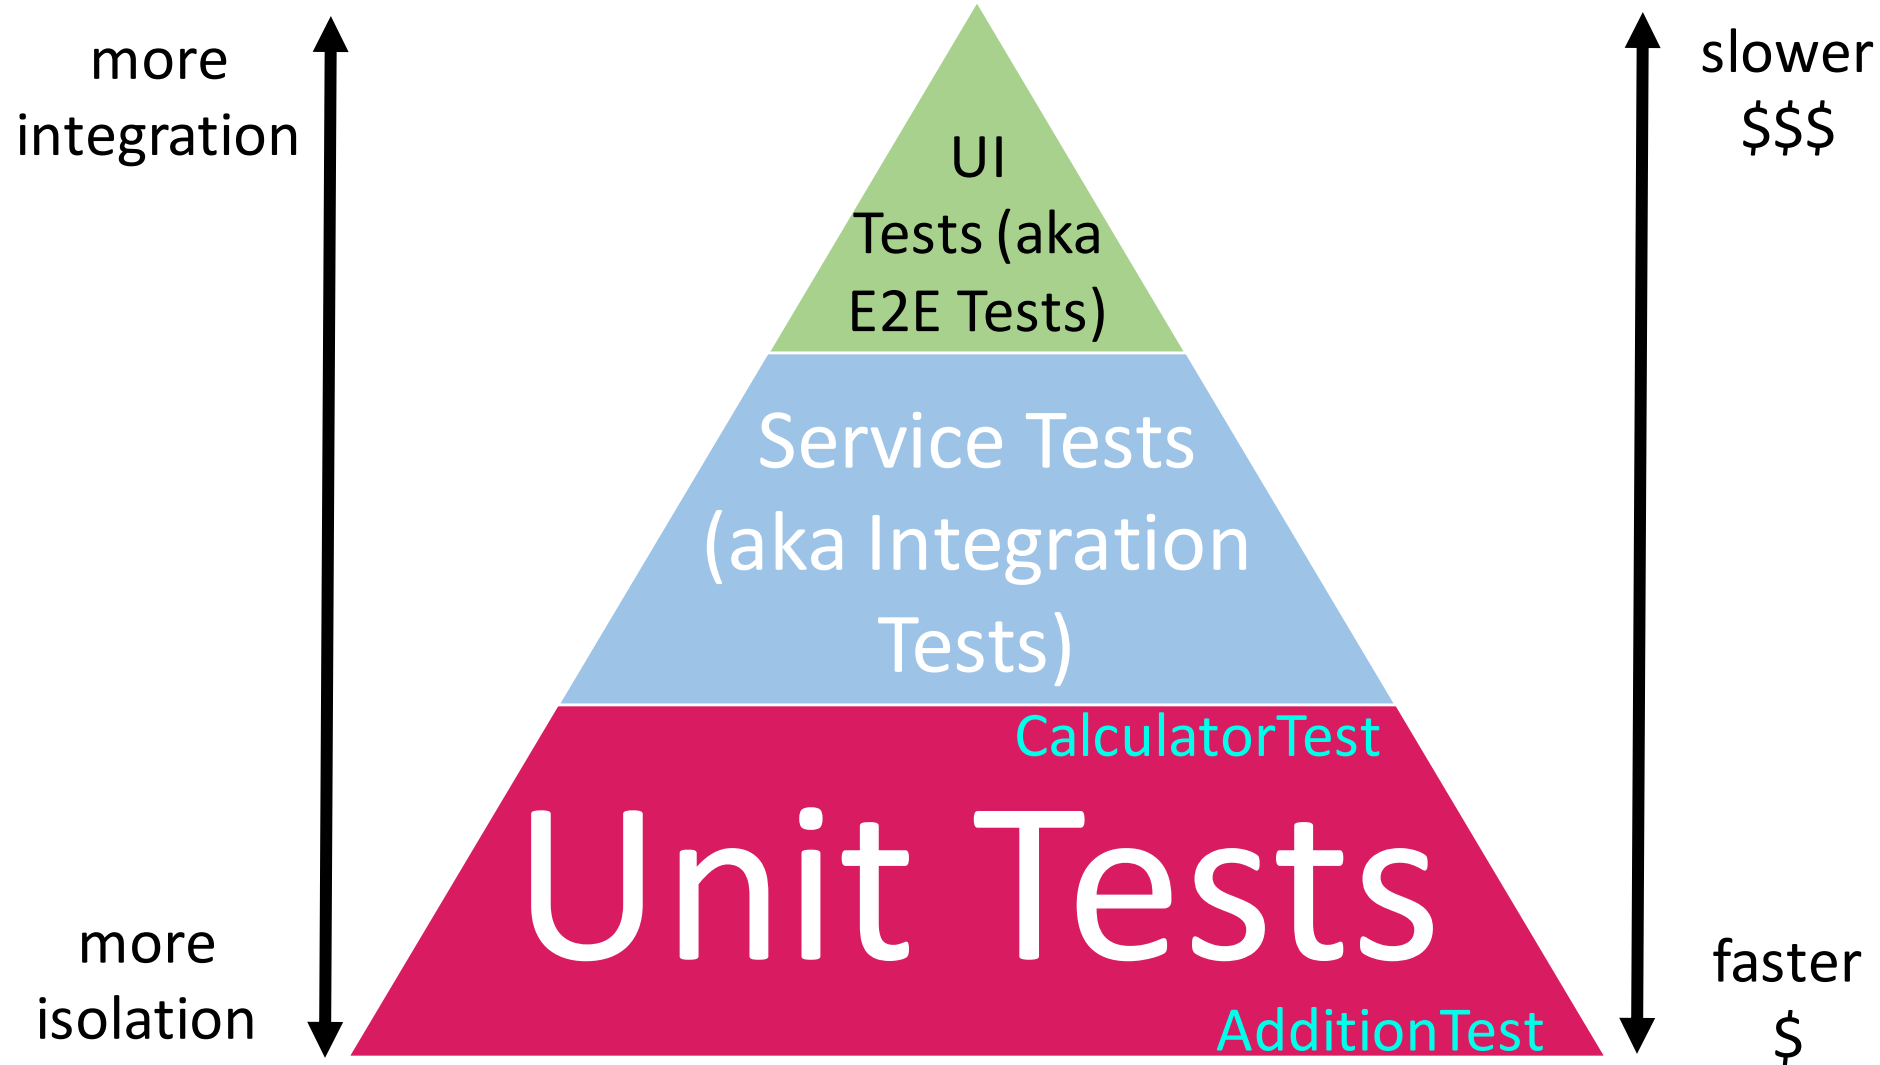 more
integration
slower
$$$
UI
Tests (aka
E2E Tests)
Service Tests
(aka Integration
Tests)
CalculatorTest
Unit Tests
AdditionTest
more
isolation
faster
$